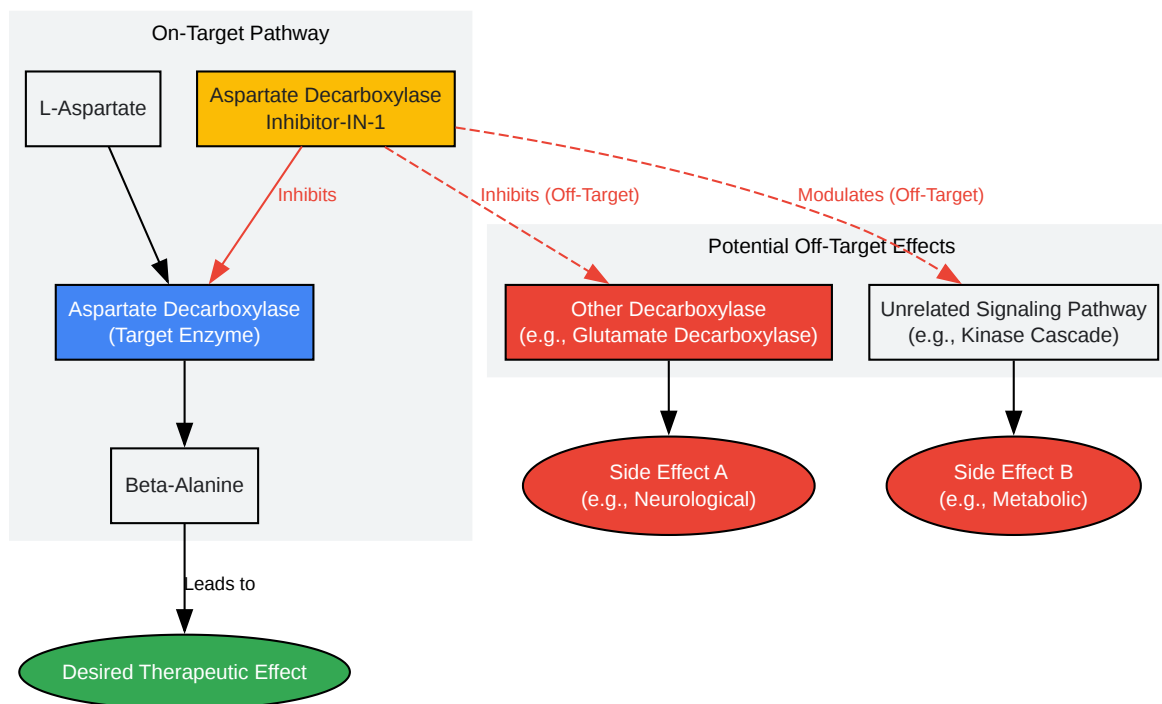 On-Target Pathway
L-Aspartate
Aspartate Decarboxylase
Inhibitor-IN-1
Inhibits
Inhibits (Off-Target)
Modulates (Off-Target)
Potential Off-Target Effects
Aspartate Decarboxylase
(Target Enzyme)
Other Decarboxylase
(e.g., Glutamate Decarboxylase)
Unrelated Signaling Pathway
(e.g., Kinase Cascade)
Beta-Alanine
Side Effect A
(e.g., Neurological)
Side Effect B
(e.g., Metabolic)
Leads to
Desired Therapeutic Effect